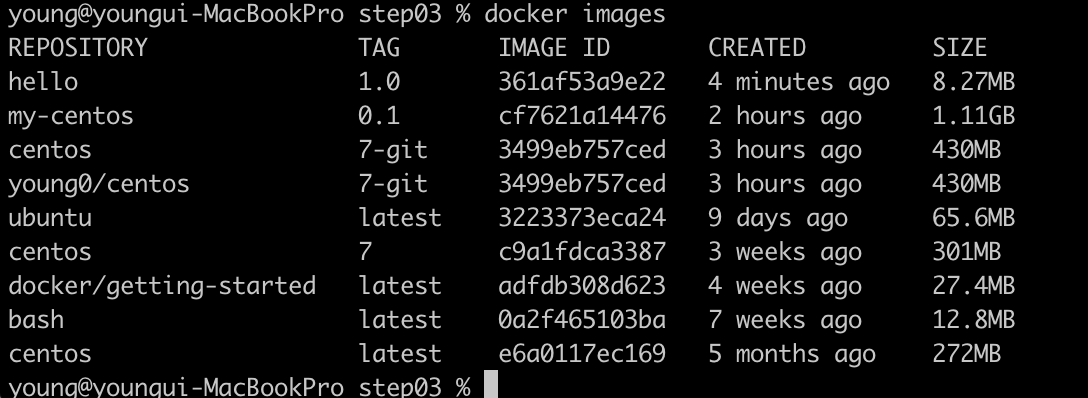 young@youngui-MacBookPro step03 % docker images
REPOSITORY TAG IMAGE ID CREATED SIZE
hello 1.0 361af53a9e22 4 minutes ago 8.27MB
my-centos 0.1 cf7621a14476 2 hours ago 1.11GB
centos 7-git 3499eb757ced 3 hours ago 430MB
young0/centos 7-git 3499eb757ced 3 hours ago 430MB
ubuntu latest 3223373eca24 9 days ago 65.6MB
centos 7 c9a1fdca3387 3 weeks ago 301MB
docker/getting-started latest adfdb308d623 4 weeks ago 27.4MB
bash latest 0a2f465103ba 7 weeks ago 12.8MB
centos latest e6a0117ec169 5 months ago 272MB
young@youngui-MacBookPro step03 %